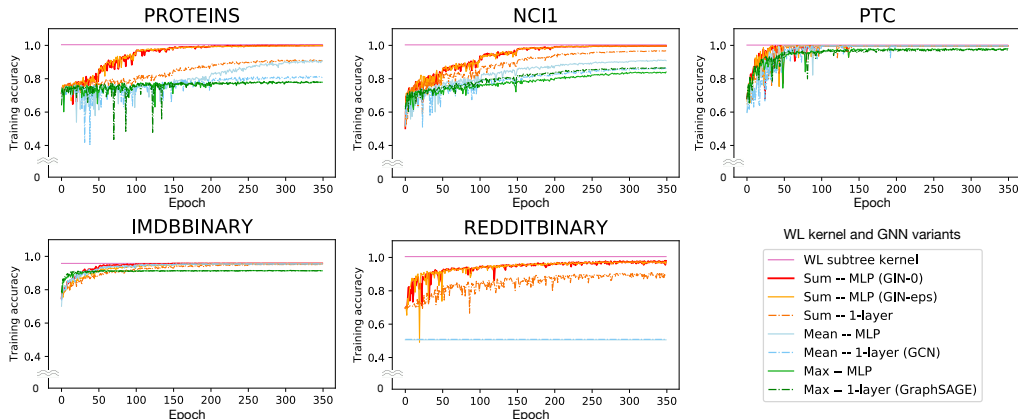 PROTEINS
Training accuracy
1.0
0.8
0.6
0.4
0
0 50 100 150 200 250 300 350
Epoch
NCI1
Training accuracy
1.0
0.8
0.6
0.4
0
0 50 100 150 200 250 300 350
Epoch
PTC
Training accuracy
1.0
0.8
0.6
0.4
0
0 50 100 150 200 250 300 350
Epoch
IMDBBINARY
Training accuracy
1.0
0.8
0.6
0.4
0
0 50 100 150 200 250 300 350
Epoch
REDDITBINARY
Training accuracy
1.0
0.8
0.6
0.4
0
0 50 100 150 200 250 300 350
Epoch
WL kernel and GNN variants
WL subtree kernel
Sum -- MLP (GIN-0)
Sum -- MLP (GIN-eps)
Sum -- 1-layer
Mean -- MLP
Mean -- 1-layer (GCN)
Max – MLP
Max – 1-layer (GraphSAGE)